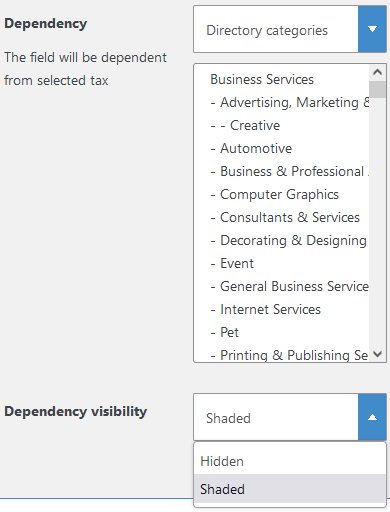 Dependency
Directory categories
The field will be dependent
from selected tax
Business Services
- Advertising, Marketing &
- - Creative
- Automotive
- Business & Professional
- Computer Graphics
- Consultants & Services
- Decorating & Designing
- Event
- General Business Service
- Internet Services
- Pet
- Printing & Publishing Se
Dependency visibility
Shaded
Hidden
Shaded